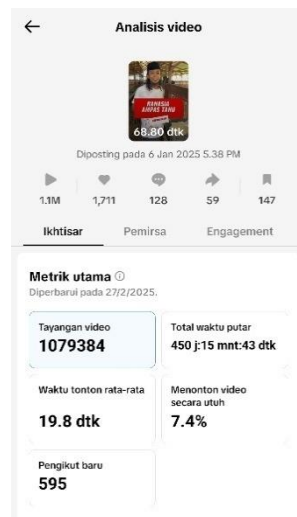 Analisis video
RAHASIA
AMPAS TAHU
68.80 dtk
Diposting pada 6 Jan 2025 5.38 PM
1.1M 1,711 128 59 147
Ikhtisar Pemirsa Engagement
Metrik utama
Diperbarui pada 27/2/2025.
Tayangan video
1079384
Total waktu putar
450 j:15 mnt:43 dtk
Waktu tonton rata-rata
19.8 dtk
Menonton video
secara utuh
7.4%
Pengikut baru
595